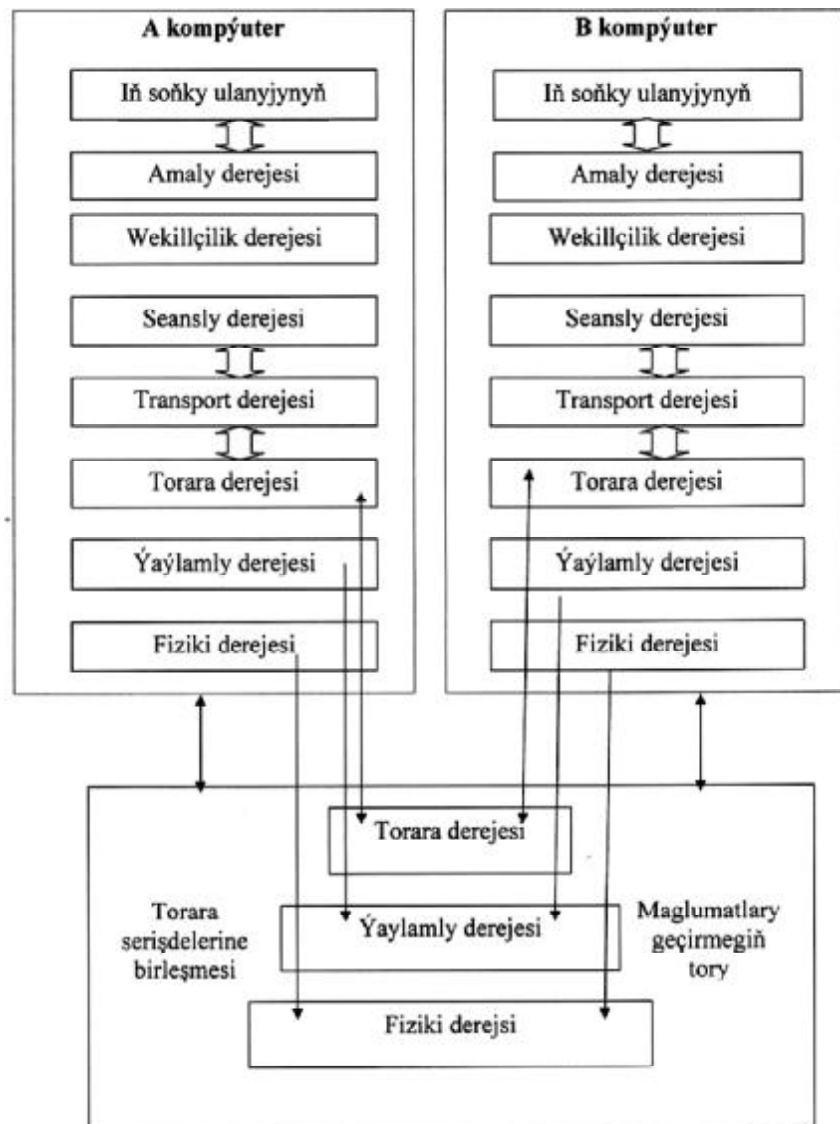 A kompýuter
Iň soňky ulanyjynyň
Amaly derejesi
Wekillçilik derejesi
Seansly derejesi
Transport derejesi
Torara derejesi
Ýaýlamly derejesi
Fiziki derejesi
B kompýuter
Iň soňky ulanyjynyň
Amaly derejesi
Wekillçilik derejesi
Seansly derejesi
Transport derejesi
Torara derejesi
Ýaýlamly derejesi
Fiziki derejesi
Torara derejesi
Torara
serişdelerine
birleşmesi
Ýaylamly derejesi
Maglumatlary
geçirmegiň
tory
Fiziki derejsi